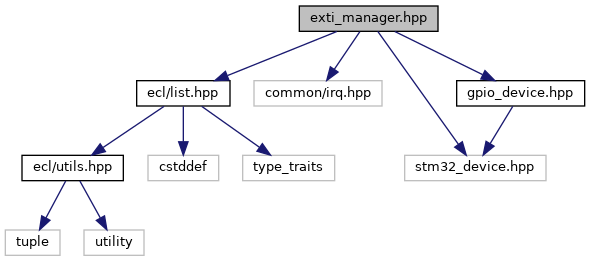 exti_manager.hpp
ecl/list.hpp
common/irq.hpp
gpio_device.hpp
ecl/utils.hpp
cstddef
type_traits
stm32_device.hpp
tuple
utility